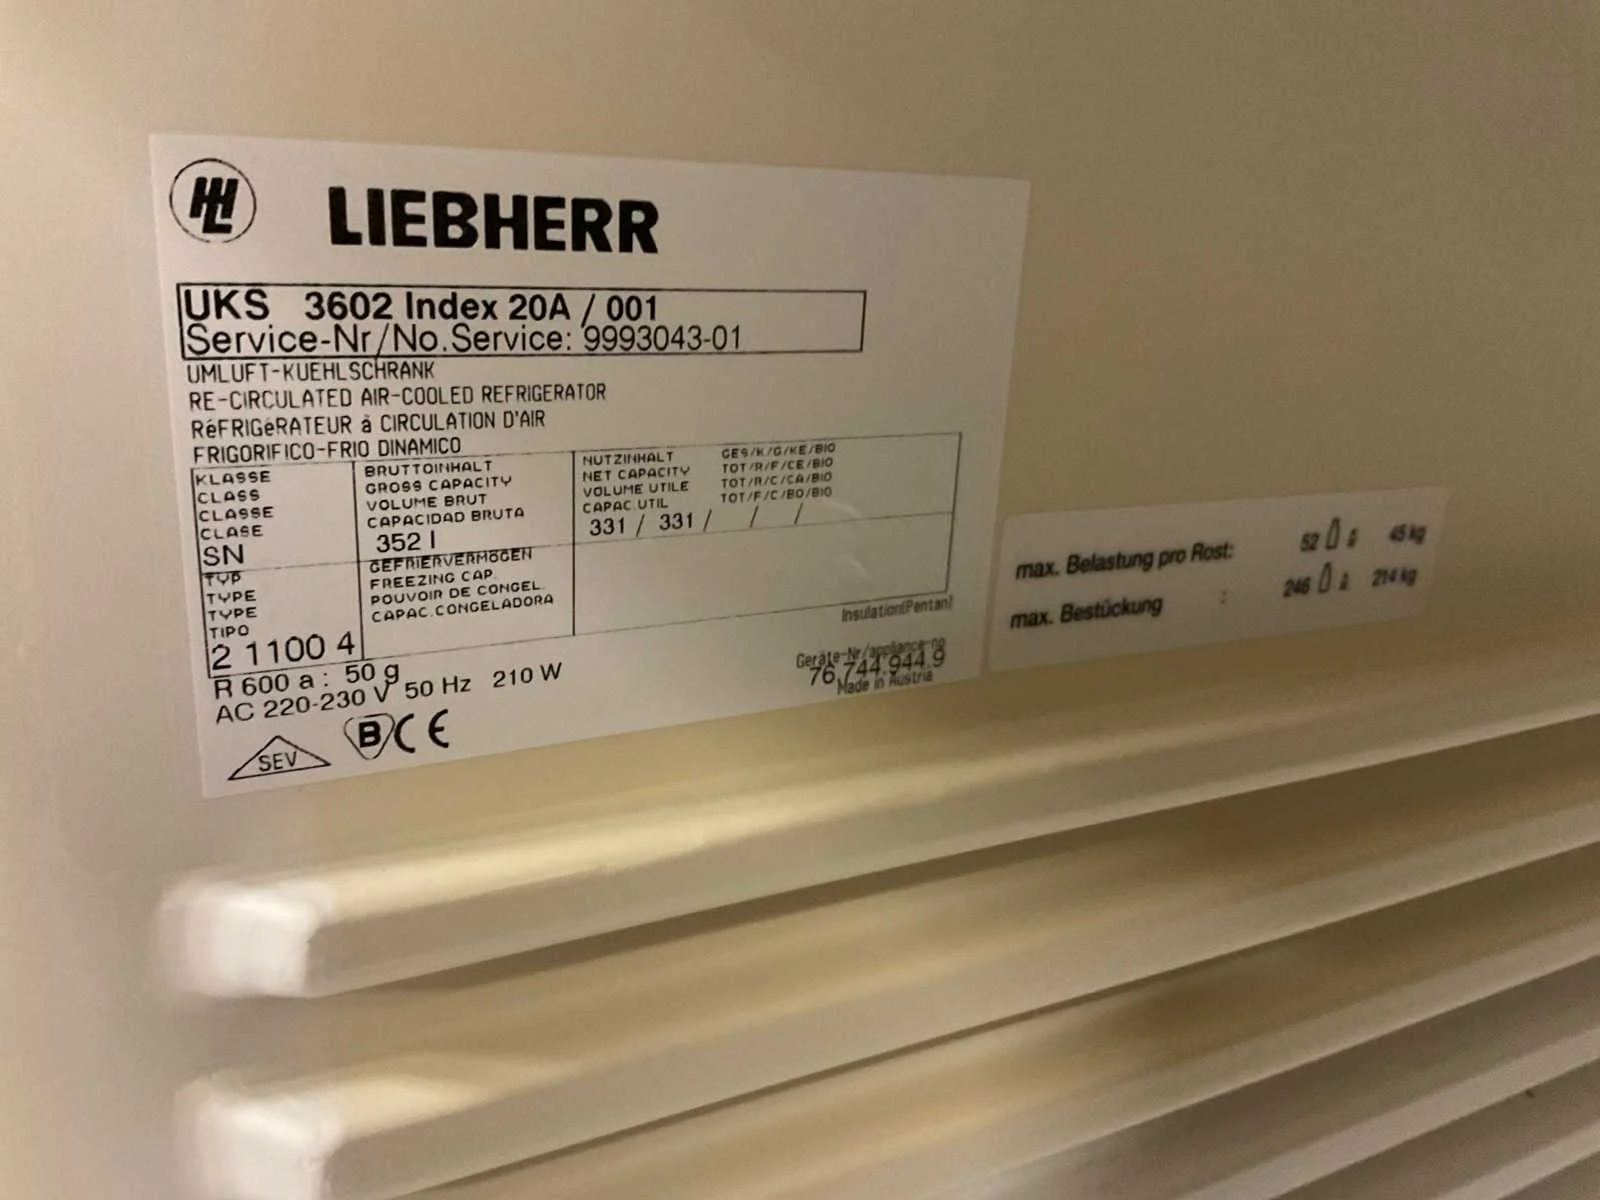 HLL
LIEBHERR
UKS 3602 Index 20A / 001
Service-Nr/No.Service: 9993043-01
UMLUFT-KUEHLSCHRANK
RE-CIRCULATED AIR-COOLED REFRIGERATOR
RéFRIGéRATEUR à CIRCULATION D'AIR
FRIGORIFICO-FRIO DINAMICO
KLASSE
CLASS
CLASSE
CLASE
SN
BRUTTOINHALT
GROSS CAPACITY
VOLUME BRUT
CAPACIDAD BRUTA
352 l
NUTZINHALT GES/K/G/KE/BIO
NET CAPACITY TOT/R/F/CE/BIO
VOLUME UTILE TOT/R/C/CA/BIO
CAPAC.UTIL TOT/F/C/BO/BIO
331 / 331 / / /
TYP
TYPE
TYPE
TIPO
2 1100 4
GEFRIERVERMöGEN
FREEZING CAP.
POUVOIR DE CONGEL.
CAPAC.CONGELADORA
Insulation(Pentan)
R 600 a : 50 g
AC 220-230 V 50 Hz 210 W
Geräte-Nr/appliance-no
76.744.944.9
Made in Austria
SEV B CE
max. Belastung pro Rost: 52 45 kg
max. Bestückung : 246 214 kg